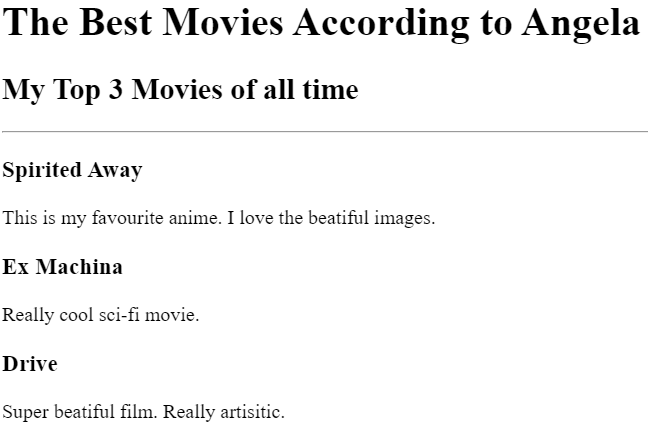 The Best Movies According to Angela
My Top 3 Movies of all time
Spirited Away
This is my favourite anime. I love the beatiful images.
Ex Machina
Really cool sci-fi movie.
Drive
Super beatiful film. Really artisitic.